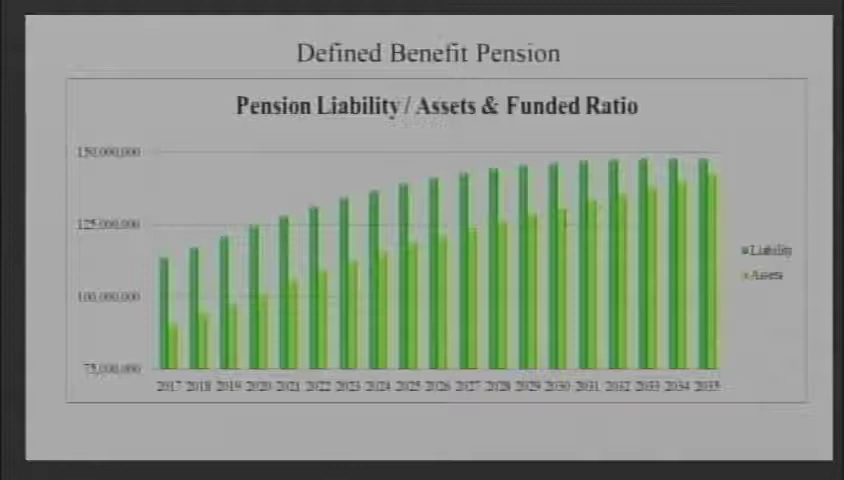 Defined Benefit Pension
Pension Liability / Assets & Funded Ratio
150,000,000
125,000,000
100,000,000
75,000,000
2017 2018 2019 2020 2021 2022 2023 2024 2025 2026 2027 2028 2029 2030 2031 2032 2033 2034 2035
Liability
Assets